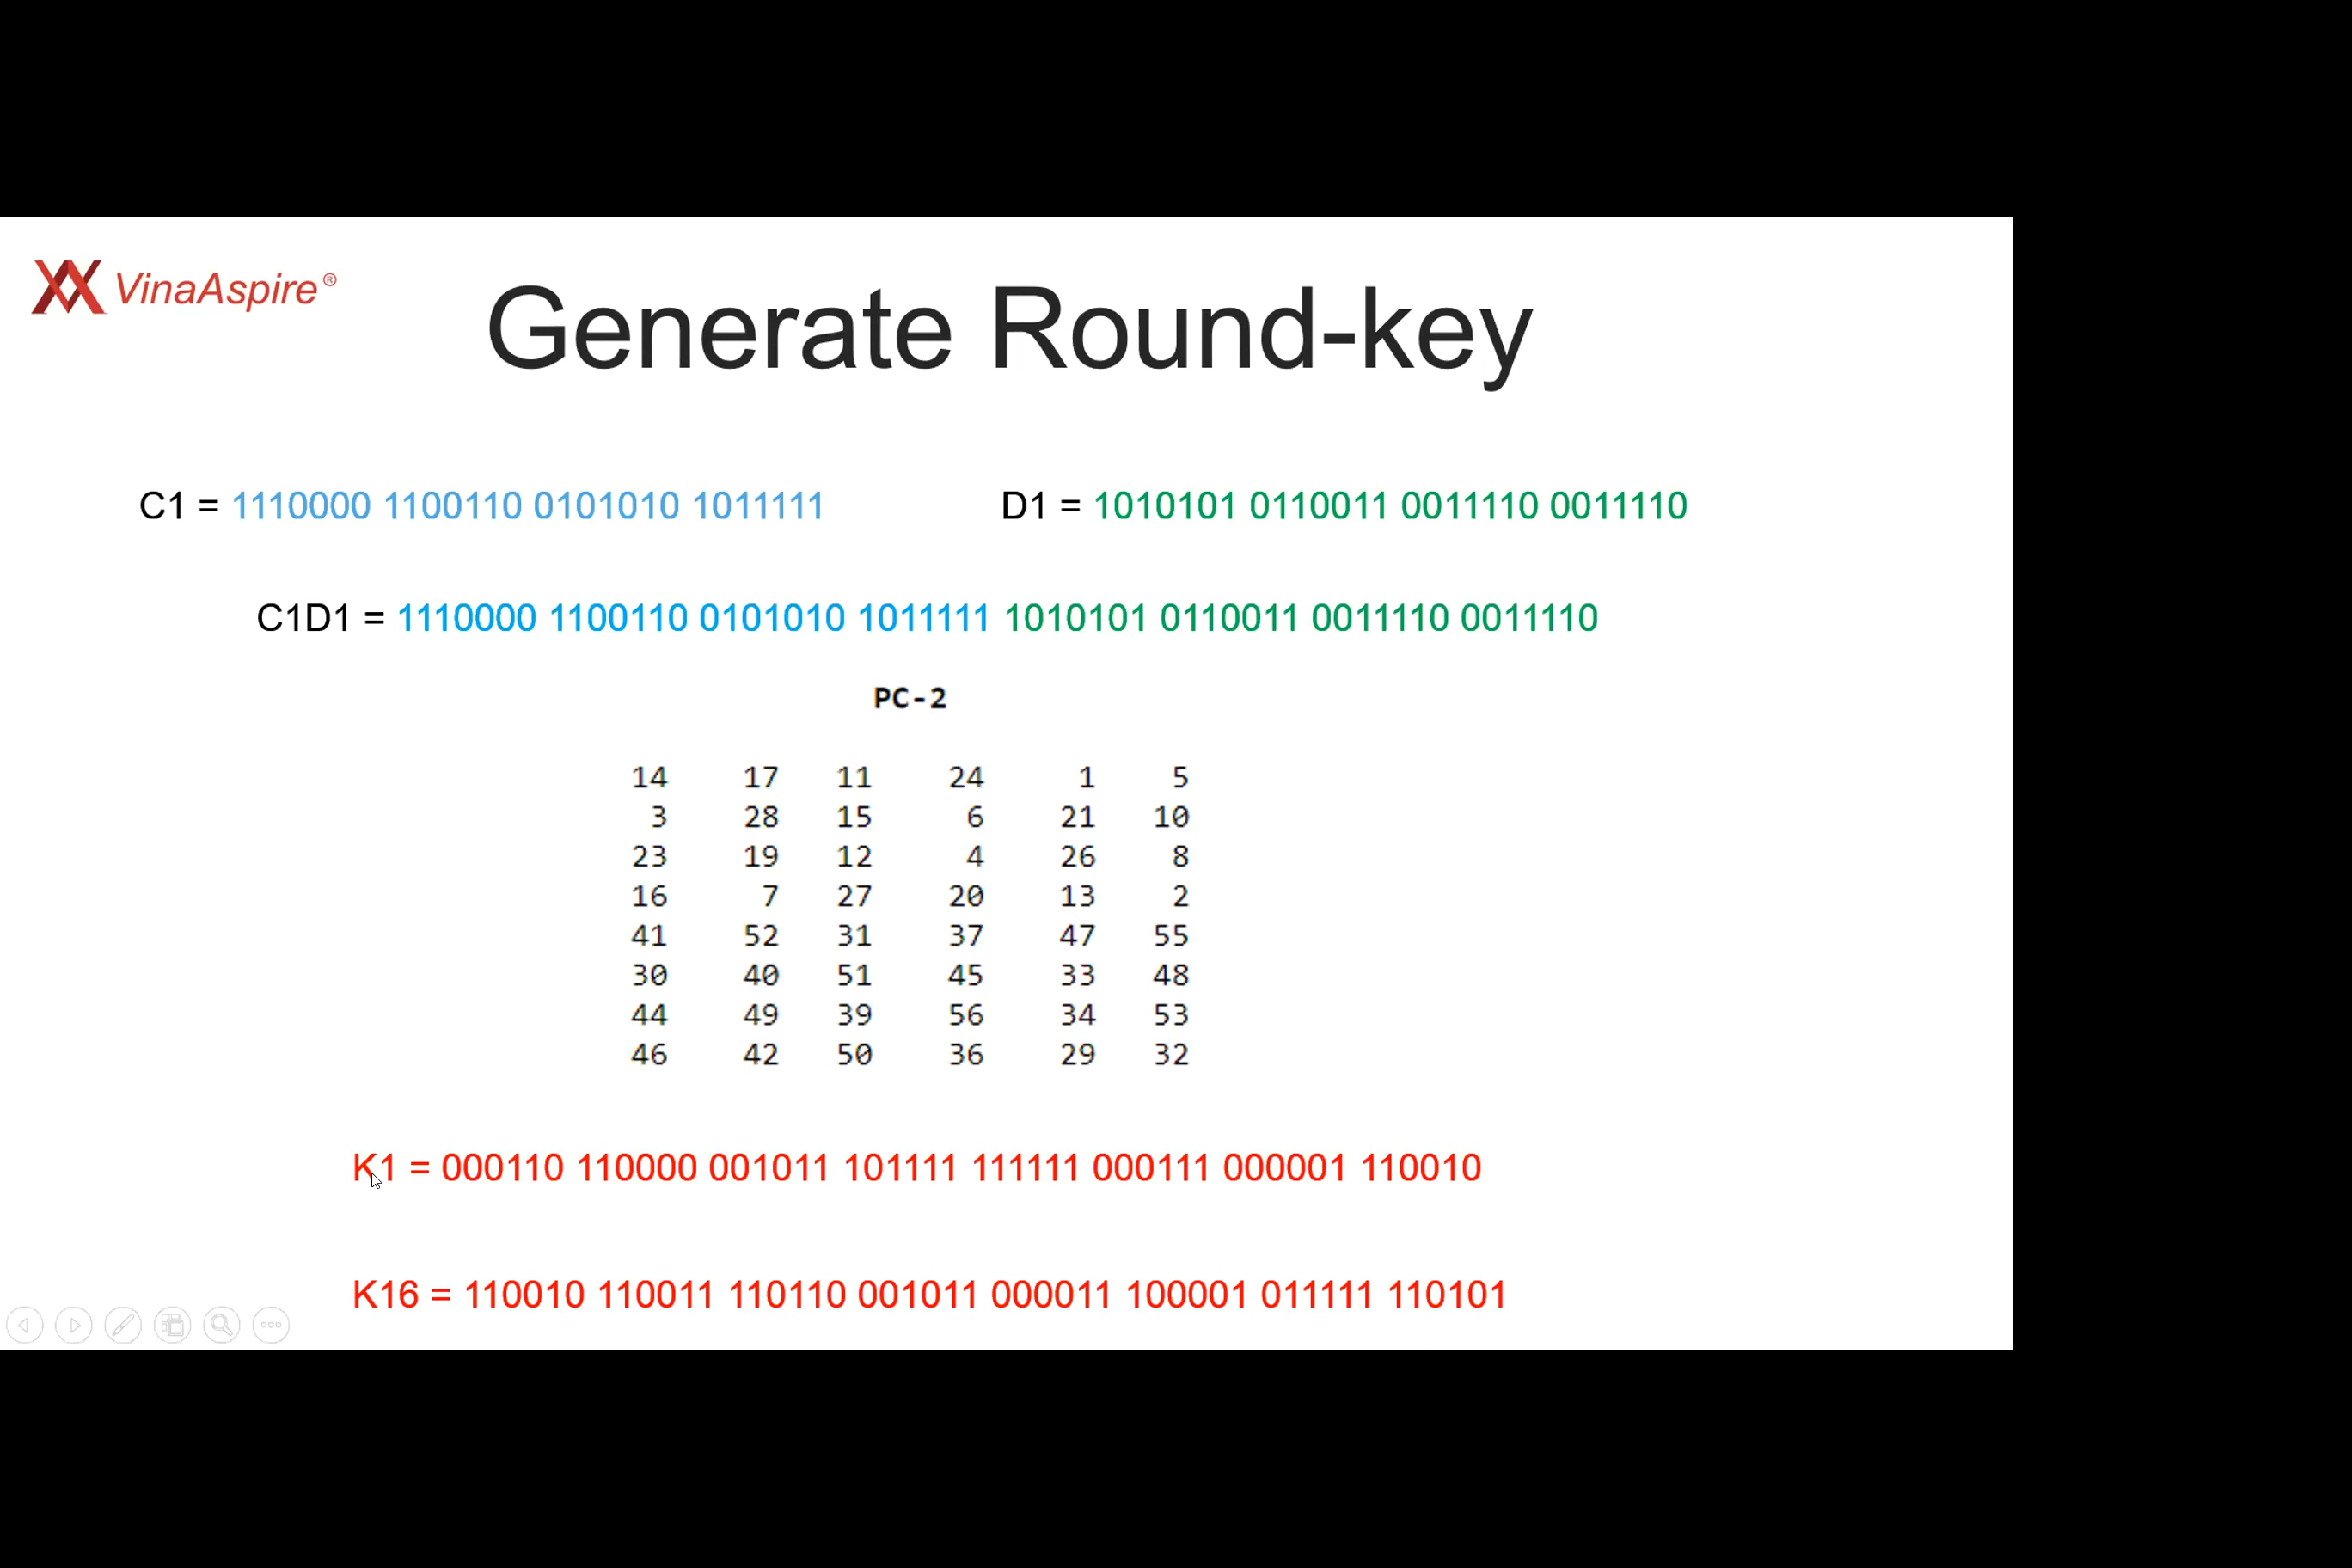 VinaAspire®
Generate Round-key
C1 = 1110000 1100110 0101010 1011111 D1 = 1010101 0110011 0011110 0011110
C1D1 = 1110000 1100110 0101010 1011111 1010101 0110011 0011110 0011110
PC-2
14 17 11 24 1 5
3 28 15 6 21 10
23 19 12 4 26 8
16 7 27 20 13 2
41 52 31 37 47 55
30 40 51 45 33 48
44 49 39 56 34 53
46 42 50 36 29 32
K1 = 000110 110000 001011 101111 111111 000111 000001 110010
K16 = 110010 110011 110110 001011 000011 100001 011111 110101